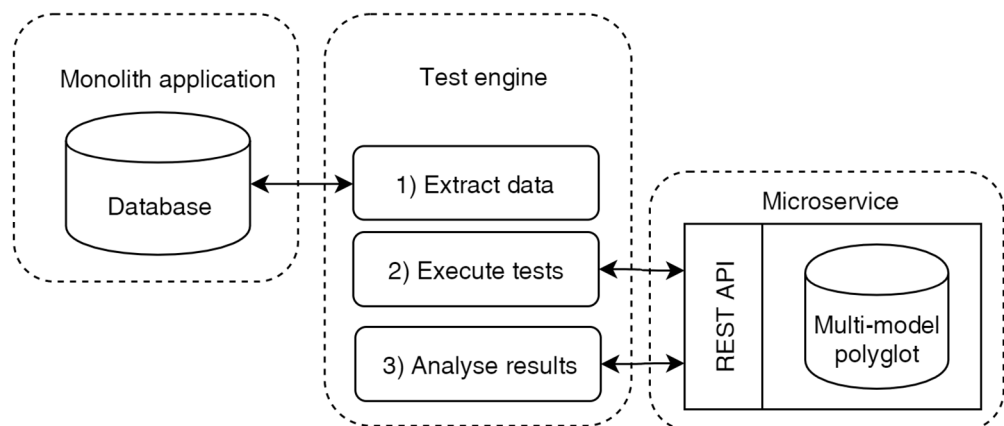 Monolith application
Database
Test engine
1) Extract data
2) Execute tests
3) Analyse results
Microservice
REST API
Multi-model
polyglot